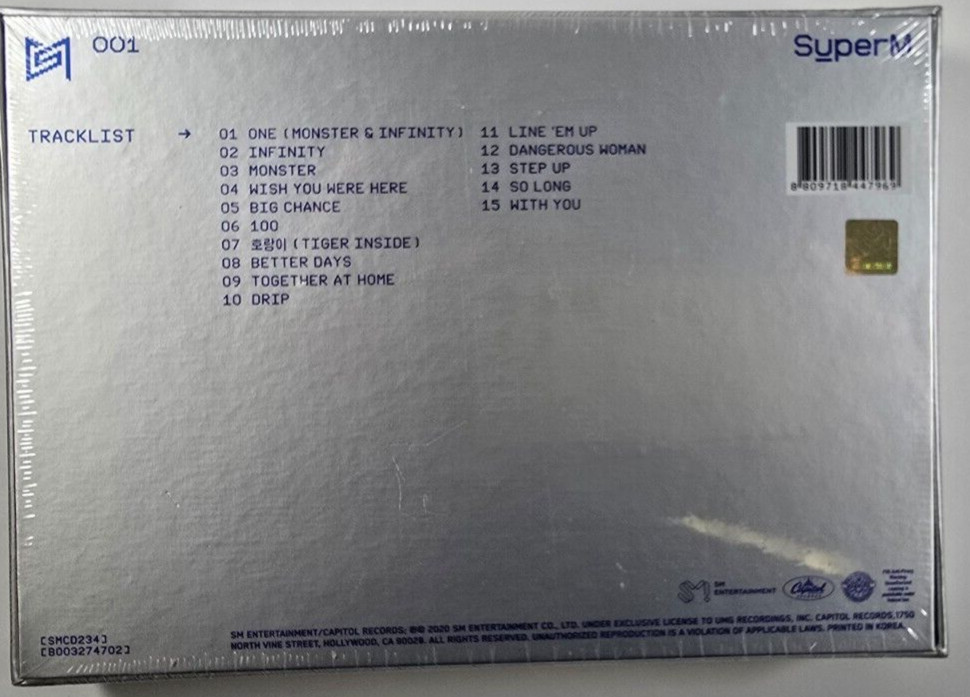 001
SuperM
TRACKLIST →
01 ONE (MONSTER & INFINITY)
02 INFINITY
03 MONSTER
04 WISH YOU WERE HERE
05 BIG CHANCE
06 100
07 호랑이 (TIGER INSIDE)
08 BETTER DAYS
09 TOGETHER AT HOME
10 DRIP
11 LINE 'EM UP
12 DANGEROUS WOMAN
13 STEP UP
14 SO LONG
15 WITH YOU
8 809718 447969
SM
ENTERTAINMENT
Capitol
[SMCD234]
[B003274702]
SM ENTERTAINMENT/CAPITOL RECORDS; ℗© 2020 SM ENTERTAINMENT CO., LTD. UNDER EXCLUSIVE LICENSE TO UMG RECORDINGS, INC. CAPITOL RECORDS, 1750
NORTH VINE STREET, HOLLYWOOD, CA 90028. ALL RIGHTS RESERVED. UNAUTHORIZED REPRODUCTION IS A VIOLATION OF APPLICABLE LAWS. PRINTED IN KOREA.